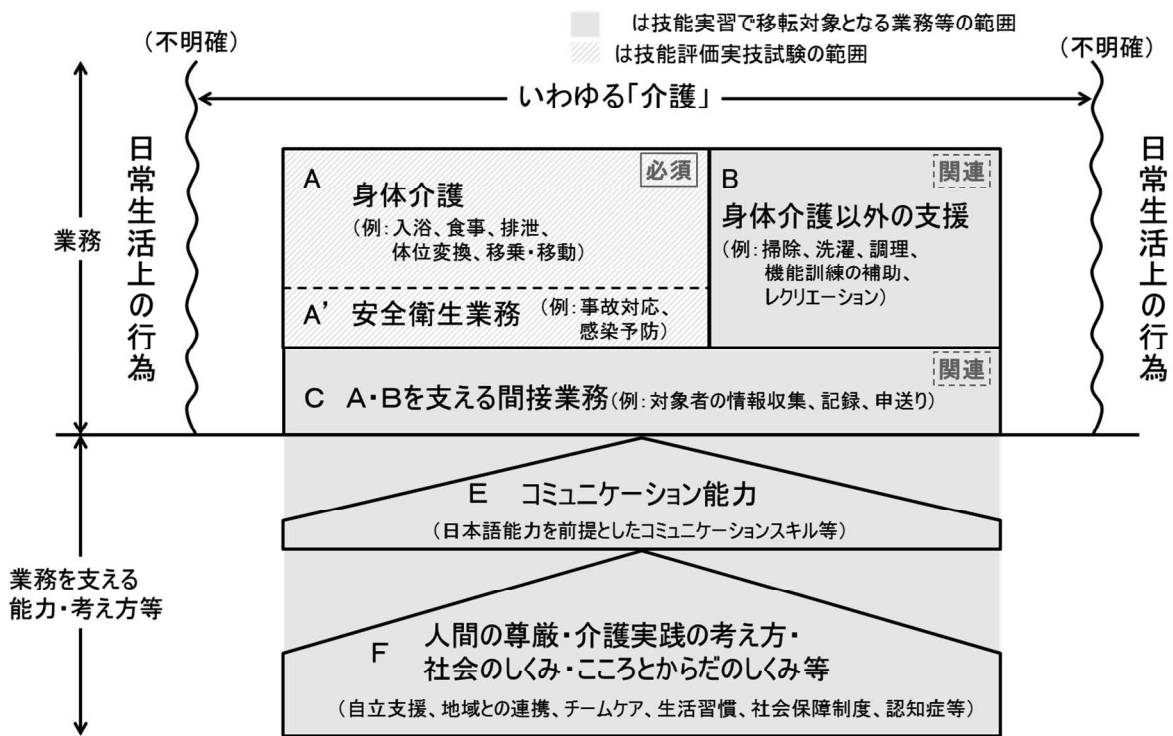 は技能実習で移転対象となる業務等の範囲
は技能評価実技試験の範囲
(不明確)
(不明確)
いわゆる「介護」
業務
日常生活上の行為
日常生活上の行為
A
必須
身体介護
(例:入浴、食事、排泄、
体位変換、移乗・移動)
A’ 安全衛生業務 (例:事故対応、
感染予防)
B
関連
身体介護以外の支援
(例:掃除、洗濯、調理、
機能訓練の補助、
レクリエーション)
関連
C A・Bを支える間接業務(例:対象者の情報収集、記録、申送り)
業務を支える
能力・考え方等
E コミュニケーション能力
(日本語能力を前提としたコミュニケーションスキル等)
F 人間の尊厳・介護実践の考え方・
社会のしくみ・こころとからだのしくみ等
(自立支援、地域との連携、チームケア、生活習慣、社会保障制度、認知症等)